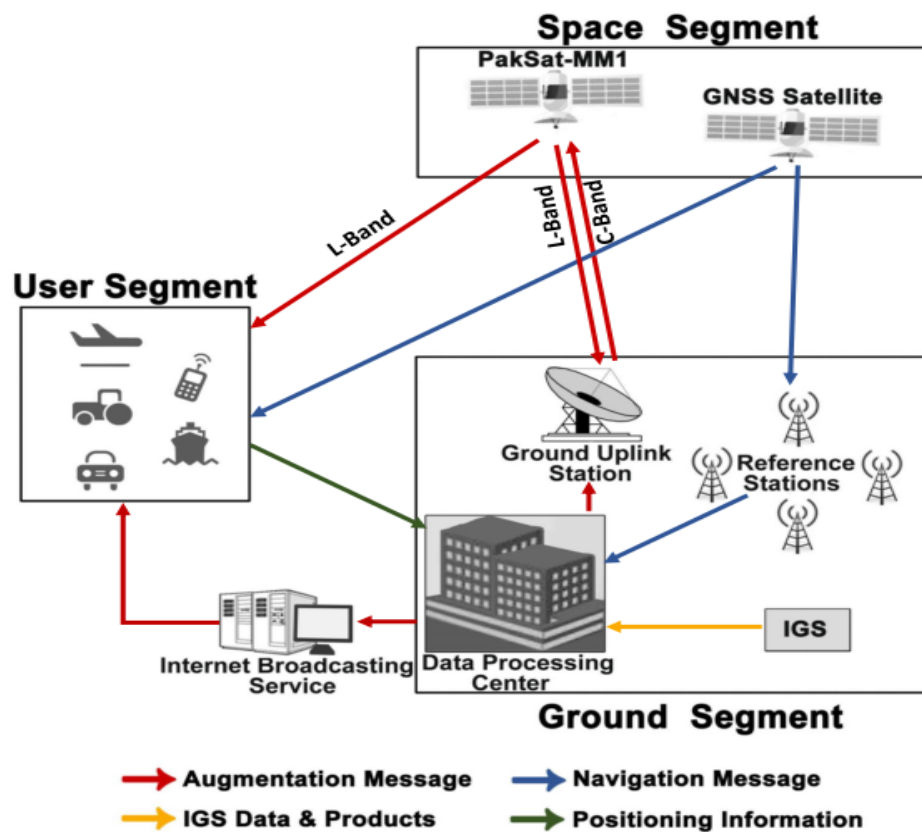 Space Segment
PakSat-MM1
GNSS Satellite
L-Band
L-Band
C-Band
User Segment
Ground Uplink
Station
Reference
Stations
IGS
Internet Broadcasting
Service
Data Processing
Center
Ground Segment
Augmentation Message
Navigation Message
IGS Data & Products
Positioning Information